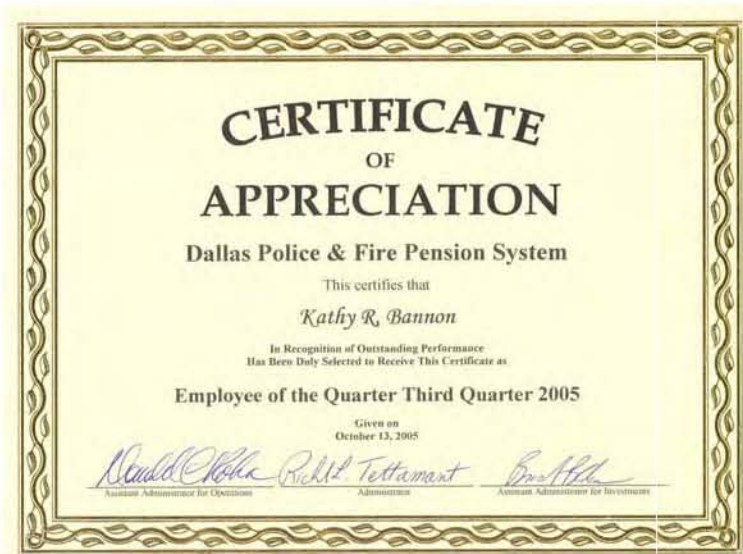 CERTIFICATE
OF
APPRECIATION
Dallas Police & Fire Pension System
This certifies that
Kathy R. Bannon
In Recognition of Outstanding Performance
Has Been Duly Selected to Receive This Certificate as
Employee of the Quarter Third Quarter 2005
Given on
October 13, 2005
Tettamant
Assistant Administrator for Operations Administrator Assistant Administrator for Investments